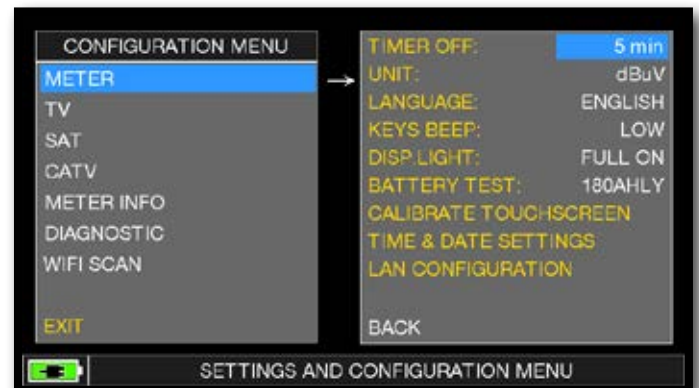 CONFIGURATION MENU
METER
TV
SAT
CATV
METER INFO
DIAGNOSTIC
WIFI SCAN
EXIT
→
TIMER OFF: 5 min
UNIT: dBuV
LANGUAGE: ENGLISH
KEYS BEEP: LOW
DISP.LIGHT: FULL ON
BATTERY TEST: 180AHLY
CALIBRATE TOUCHSCREEN
TIME & DATE SETTINGS
LAN CONFIGURATION
BACK
SETTINGS AND CONFIGURATION MENU